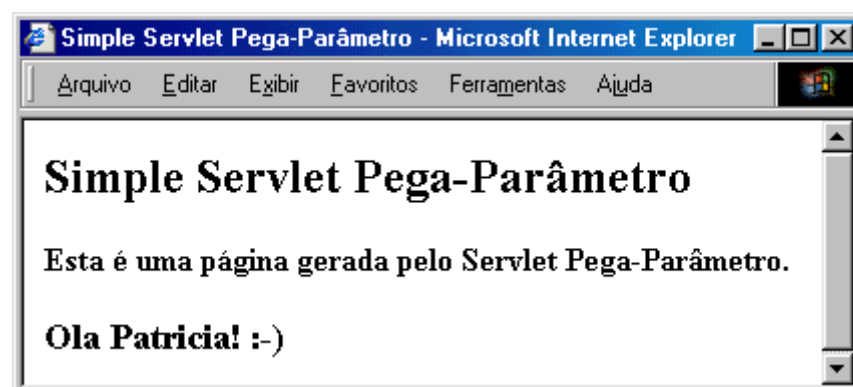 Simple Servlet Pega-Parâmetro - Microsoft Internet Explorer
Arquivo Editar Exibir Favoritos Ferramentas Ajuda
Simple Servlet Pega-Parâmetro
Esta é uma página gerada pelo Servlet Pega-Parâmetro.
Ola Patricia! :-)